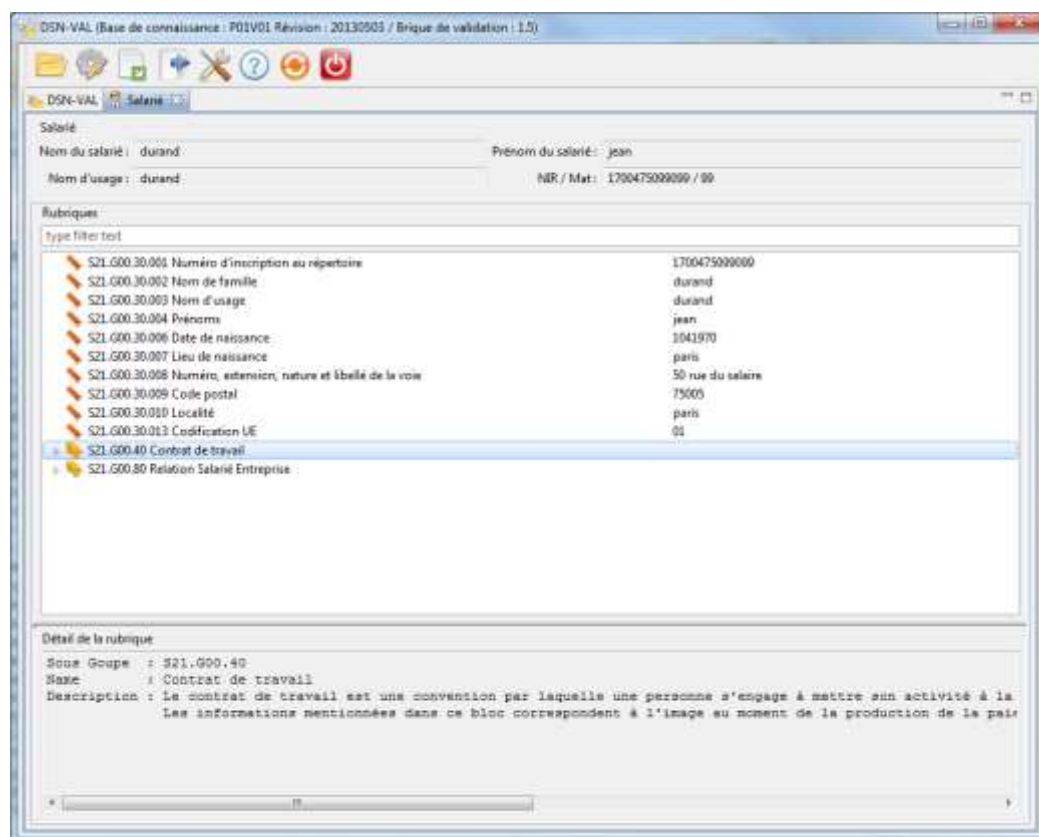 DSN-VAL (Base de connaissance : P01V01 Révision : 20130503 / Brique de validation : 1.5)
DSN-VAL Salarié
Salarié
Nom du salarié : durand Prénom du salarié : jean
Nom d'usage : durand NIR / Mat : 1700475099099 / 99
Rubriques
type filter text
S21.G00.30.001 Numéro d'inscription au répertoire 1700475099099
S21.G00.30.002 Nom de famille durand
S21.G00.30.003 Nom d'usage durand
S21.G00.30.004 Prénoms jean
S21.G00.30.006 Date de naissance 1041970
S21.G00.30.007 Lieu de naissance paris
S21.G00.30.008 Numéro, extension, nature et libellé de la voie 50 rue du salaire
S21.G00.30.009 Code postal 75005
S21.G00.30.010 Localité paris
S21.G00.30.013 Codification UE 01
S21.G00.40 Contrat de travail
S21.G00.80 Relation Salarié Entreprise
Détail de la rubrique
Sous Goupe : S21.G00.40
Name : Contrat de travail
Description : Le contrat de travail est une convention par laquelle une personne s'engage à mettre son activité à la
Les informations mentionnées dans ce bloc correspondent à l'image au moment de la production de la paie